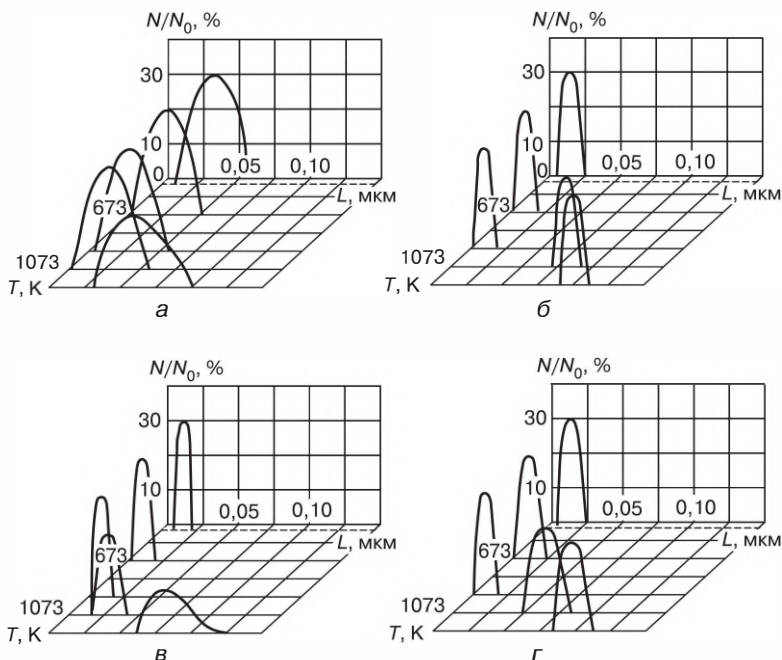 N/N₀, %
30
10
0
0,05 0,10
673
L, мкм
1073
T, К
а
N/N₀, %
30
10
0
0,05 0,10
673
L, мкм
1073
T, К
б
N/N₀, %
30
10
0,05 0,10
673
L, мкм
1073
T, К
в
N/N₀, %
30
10
0,05 0,10
673
L, мкм
1073
T, К
г